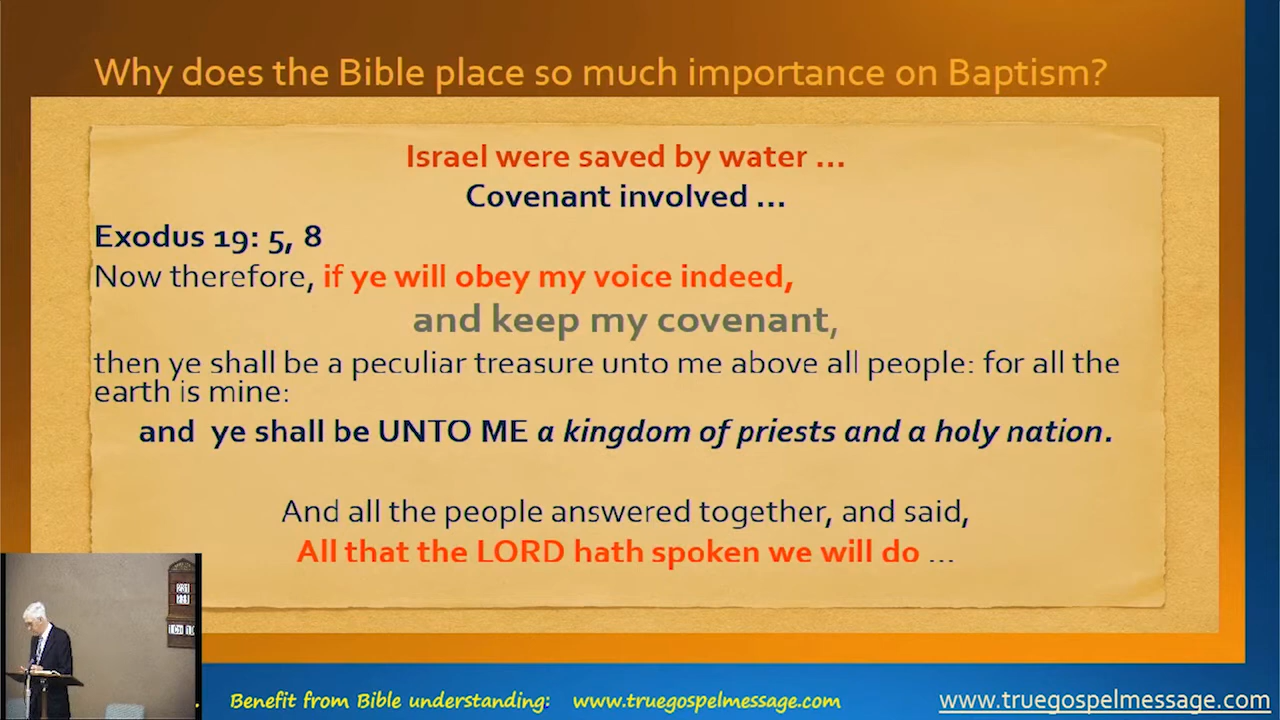 Why does the Bible place so much importance on Baptism?
Israel were saved by water ...
Covenant involved ...
Exodus 19: 5, 8
Now therefore, if ye will obey my voice indeed,
and keep my covenant,
then ye shall be a peculiar treasure unto me above all people: for all the
earth is mine:
and ye shall be UNTO ME a kingdom of priests and a holy nation.
And all the people answered together, and said,
All that the LORD hath spoken we will do ...
Benefit from Bible understanding: www.truegospelmessage.com
www.truegospelmessage.com